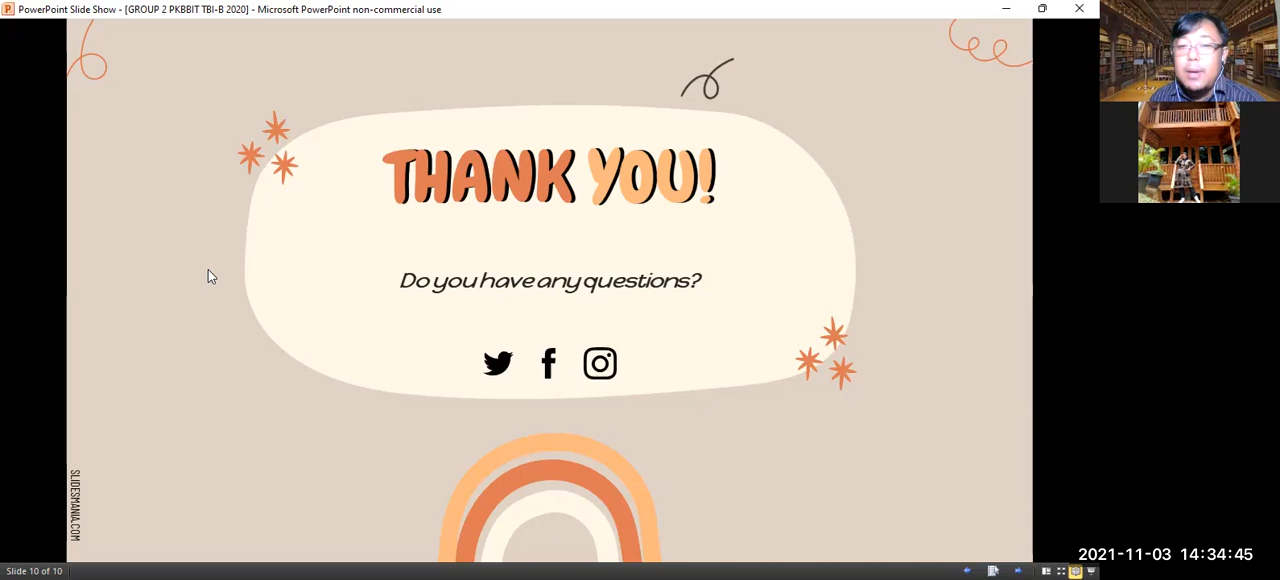 PowerPoint Slide Show - [GROUP 2 PKBBIT TBI-B 2020] - Microsoft PowerPoint non-commercial use
THANK YOU!
Do you have any questions?
SLIDESMANIA.COM
2021-11-03 14:34:45
Slide 10 of 10